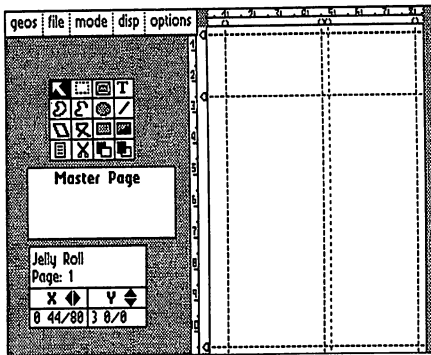 geos file mode disp options
T
Master Page
Jelly Roll
Page: 1
X Y
0 44/80 3 0/0